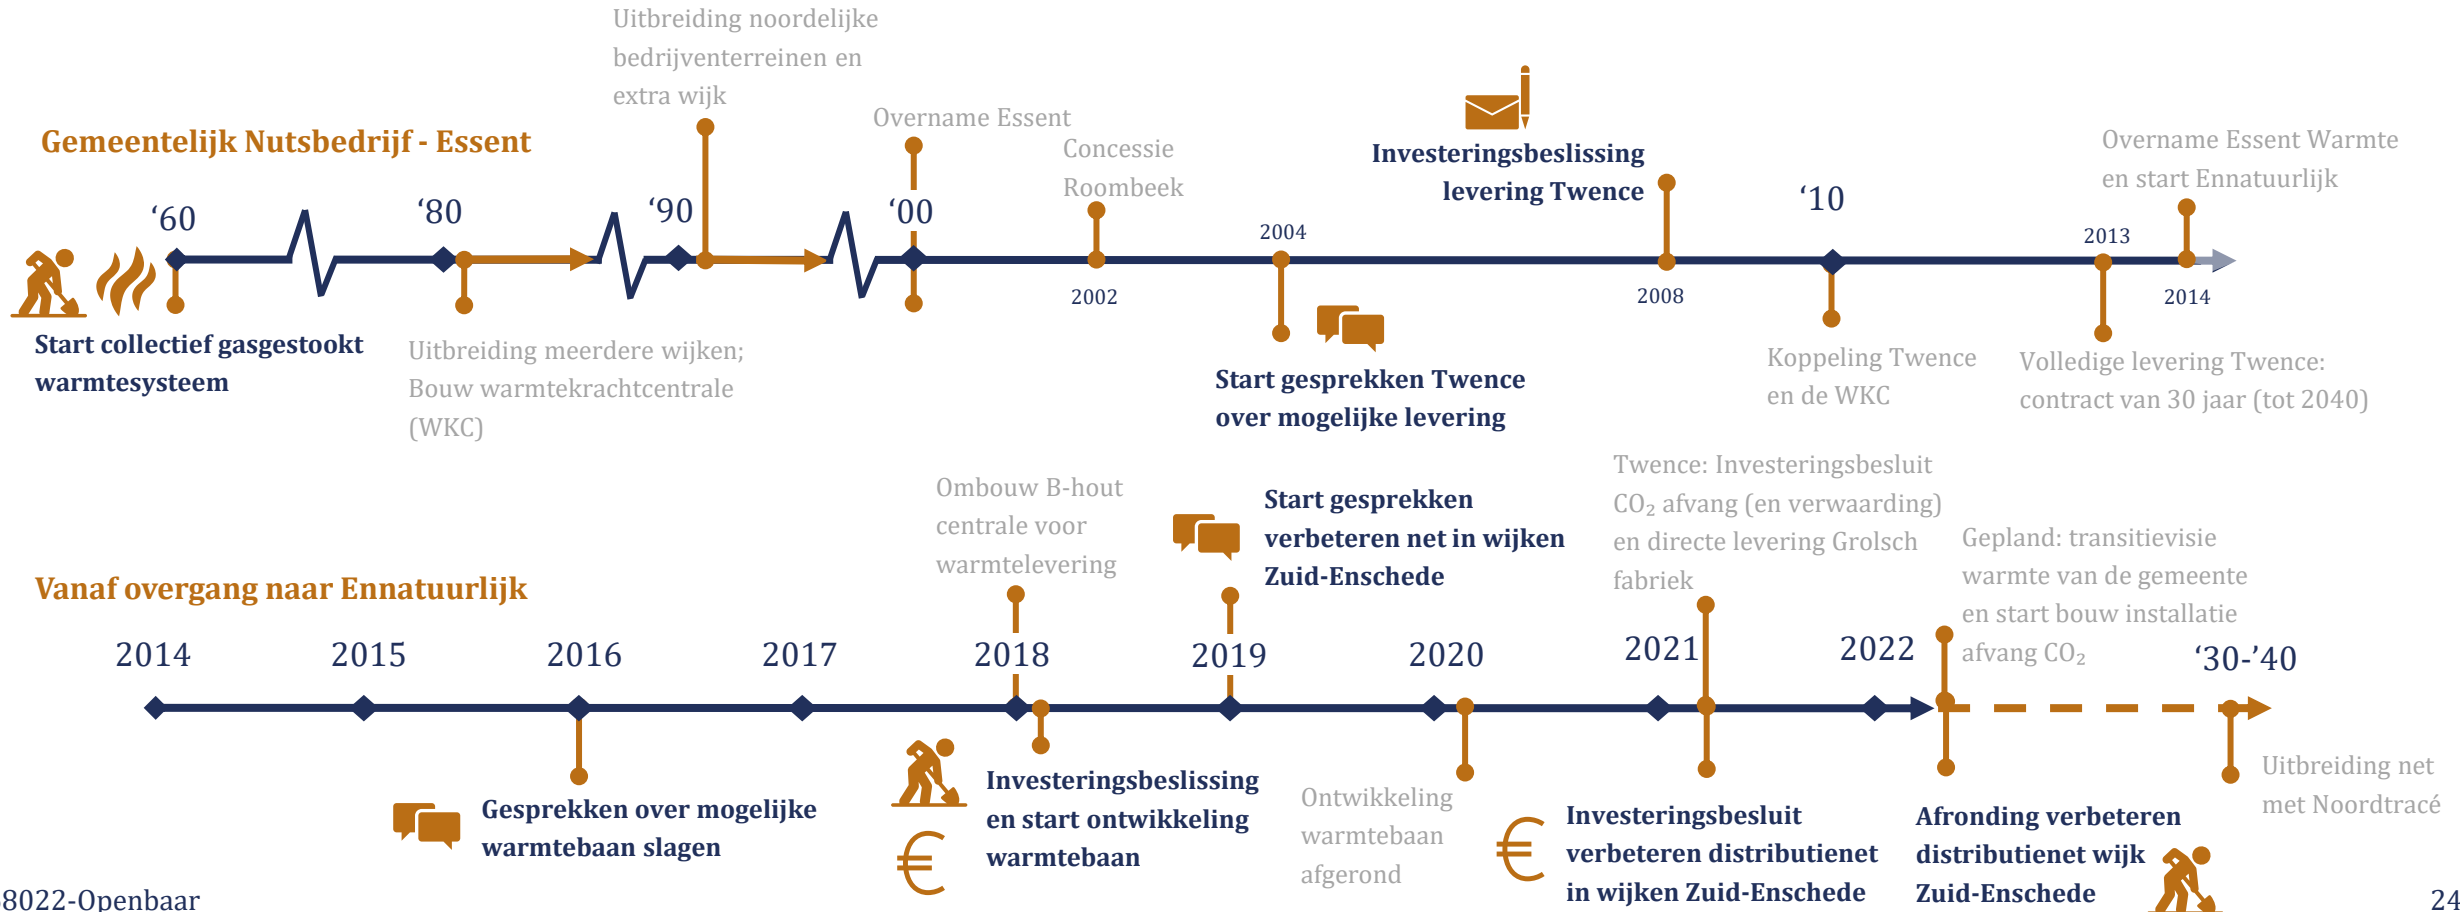 Uitbreiding noordelijke
bedrijventerreinen en
extra wijk
Gemeentelijk Nutsbedrijf - Essent
Overname Essent
Concessie
Roombeek
Investeringsbeslissing
levering Twence
Overname Essent Warmte
en start Ennatuurlijk
‘60
‘80
‘90
‘00
2004
‘10
2013
2002
2008
2014
Start collectief gasgestookt
warmtesysteem
Uitbreiding meerdere wijken;
Bouw warmtekrachtcentrale
(WKC)
Start gesprekken Twence
over mogelijke levering
Koppeling Twence
en de WKC
Volledige levering Twence:
contract van 30 jaar (tot 2040)
Vanaf overgang naar Ennatuurlijk
Ombouw B-hout
centrale voor
warmtelevering
Start gesprekken
verbeteren net in wijken
Zuid-Enschede
Twence: Investeringsbesluit
CO₂ afvang (en verwaarding)
en directe levering Grolsch
fabriek
Gepland: transitievisie
warmte van de gemeente
en start bouw installatie
afvang CO₂
2014
2015
2016
2017
2018
2019
2020
2021
2022
‘30-’40
Gesprekken over mogelijke
warmtebaan slagen
Investeringsbeslissing
en start ontwikkeling
warmtebaan
€
Ontwikkeling
warmtebaan
afgerond
€
Investeringsbesluit
verbeteren distributienet
in wijken Zuid-Enschede
Afronding verbeteren
distributienet wijk
Zuid-Enschede
Uitbreiding net
met Noordtracé
8022-Openbaar
24